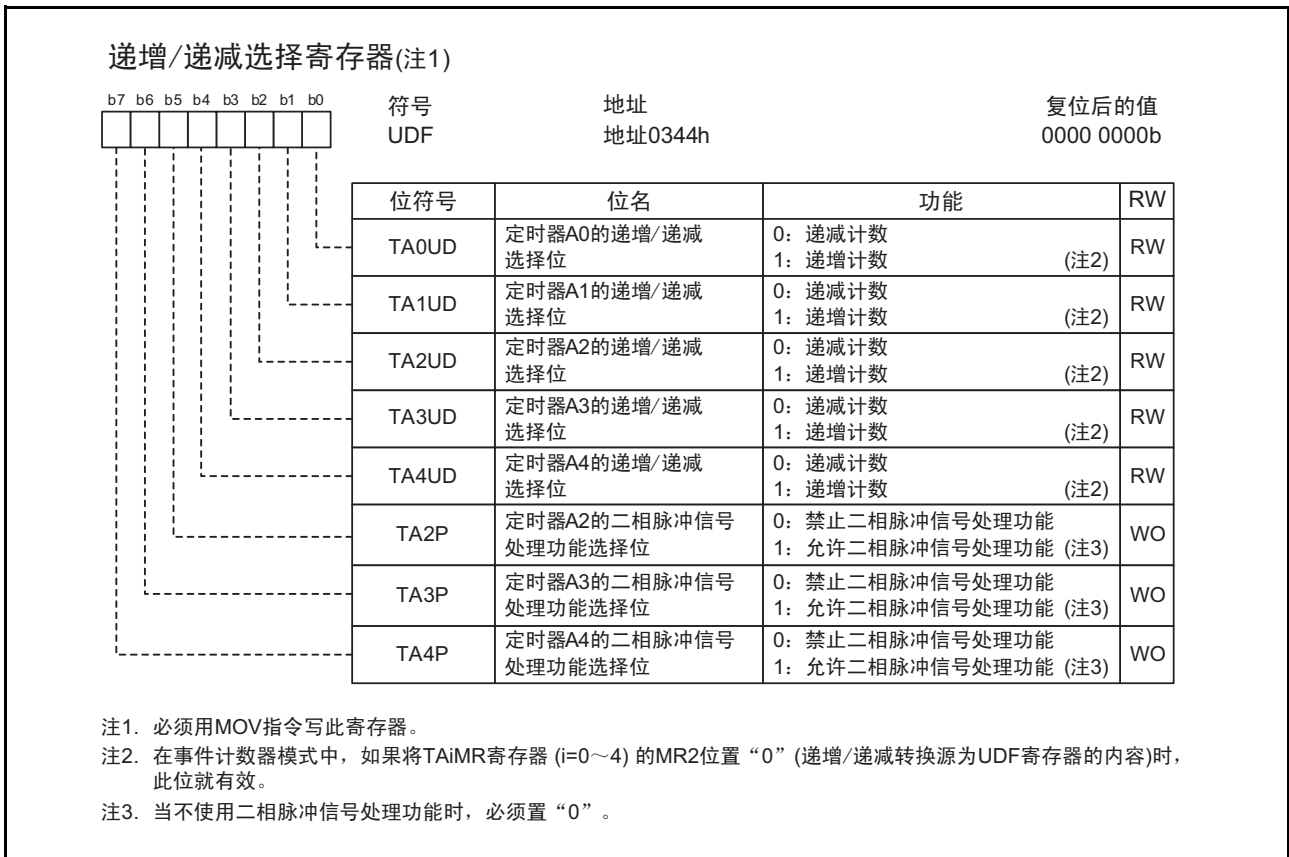 递增/递减选择寄存器(注1)
b7 b6 b5 b4 b3 b2 b1 b0
符号 地址 复位后的值
UDF 地址0344h 0000 0000b
位符号 位名 功能 RW
TA0UD 定时器A0的递增/递减 选择位 0：递减计数 1：递增计数 (注2) RW
TA1UD 定时器A1的递增/递减 选择位 0：递减计数 1：递增计数 (注2) RW
TA2UD 定时器A2的递增/递减 选择位 0：递减计数 1：递增计数 (注2) RW
TA3UD 定时器A3的递增/递减 选择位 0：递减计数 1：递增计数 (注2) RW
TA4UD 定时器A4的递增/递减 选择位 0：递减计数 1：递增计数 (注2) RW
TA2P 定时器A2的二相脉冲信号 处理功能选择位 0：禁止二相脉冲信号处理功能 1：允许二相脉冲信号处理功能 (注3) WO
TA3P 定时器A3的二相脉冲信号 处理功能选择位 0：禁止二相脉冲信号处理功能 1：允许二相脉冲信号处理功能 (注3) WO
TA4P 定时器A4的二相脉冲信号 处理功能选择位 0：禁止二相脉冲信号处理功能 1：允许二相脉冲信号处理功能 (注3) WO
注1. 必须用MOV指令写此寄存器。
注2. 在事件计数器模式中，如果将TAiMR寄存器 (i=0～4) 的MR2位置“0”(递增/递减转换源为UDF寄存器的内容)时，
此位就有效。
注3. 当不使用二相脉冲信号处理功能时，必须置“0”。